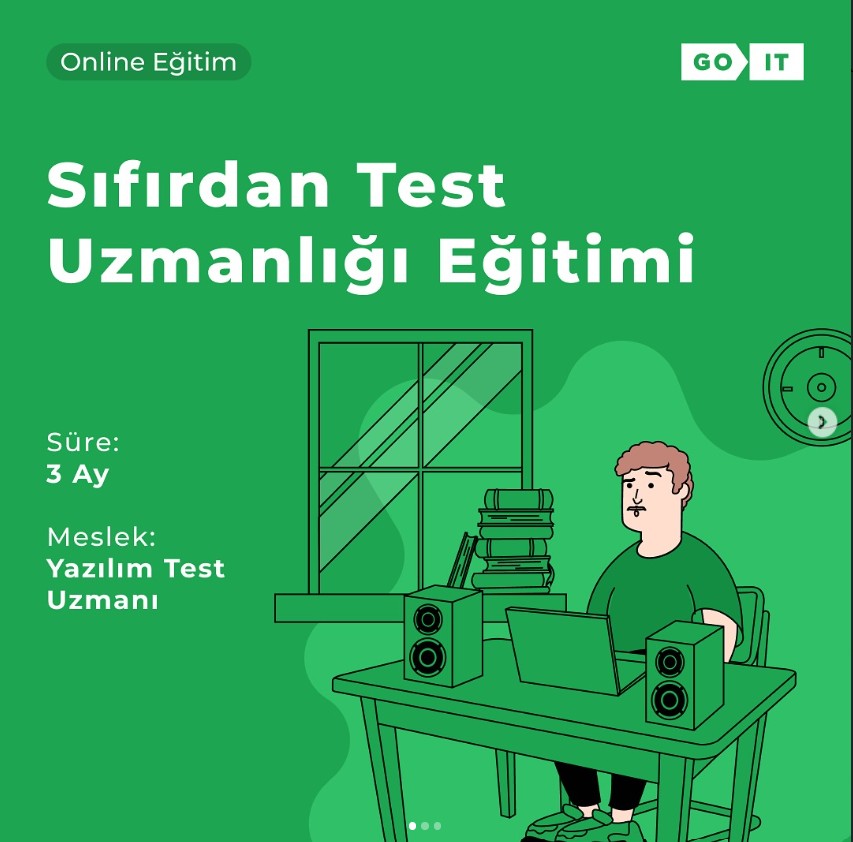 Online Eğitim
GO IT
Sıfırdan Test
Uzmanlığı Eğitimi
Süre:
3 Ay
Meslek:
Yazılım Test
Uzmanı